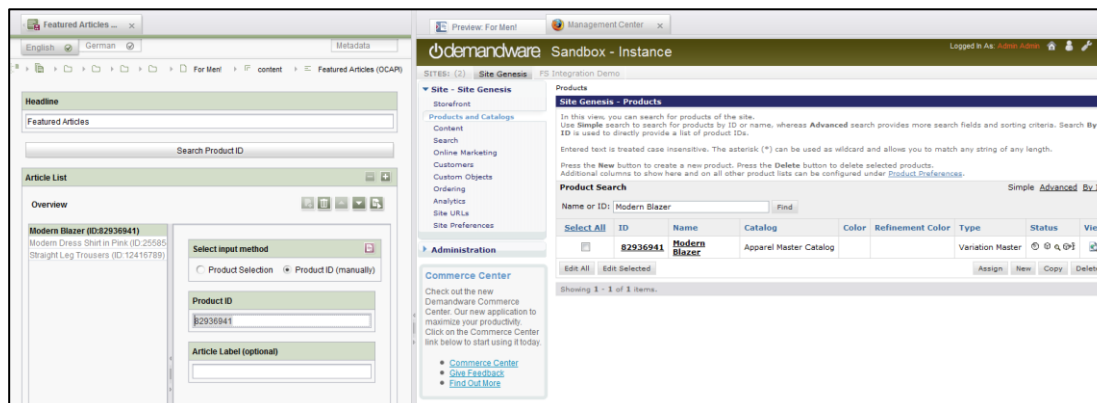 Featured Articles ...
English
German
Metadata
For Men!
content
Featured Articles (OCAPI)
Headline
Featured Articles
Search Product ID
Article List
Overview
Modern Blazer (ID:82936941)
Modern Dress Shirt in Pink (ID:25585
Straight Leg Trousers (ID:12416789)
Select input method
Product Selection
Product ID (manually)
Product ID
82936941
Article Label (optional)
Preview: For Men!
Management Center
demandware Sandbox - Instance
Logged In As: Admin Admin
SITES: (2) Site Genesis FS Integration Demo
Site - Site Genesis
Storefront
Products and Catalogs
Content
Search
Online Marketing
Customers
Custom Objects
Ordering
Analytics
Site URLs
Site Preferences
Administration
Commerce Center
Check out the new
Demandware Commerce
Center. Our new application to
maximize your productivity.
Click on the Commerce Center
link below to start using it today.
Commerce Center
Give Feedback
Find Out More
Products
Site Genesis - Products
In this view, you can search for products of the site.
Use Simple search to search for products by ID or name, whereas Advanced search provides more search fields and sorting criteria. Search By
ID is used to directly provide a list of product IDs.
Entered text is treated case insensitive. The asterisk (*) can be used as wildcard and allows you to match any string of any length.
Press the New button to create a new product. Press the Delete button to delete selected products.
Additional columns to show here and on all other product lists can be configured under Product Preferences.
Product Search
Simple Advanced By
Name or ID: Modern Blazer Find
Select All ID Name Catalog Color Refinement Color Type Status Vie
82936941 Modern Blazer Apparel Master Catalog Variation Master
Edit All Edit Selected Assign New Copy Delete
Showing 1 - 1 of 1 items.